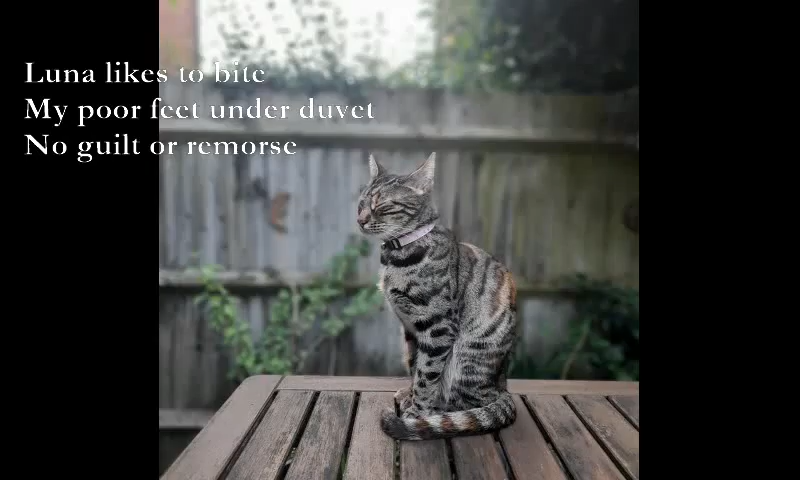 Luna likes to bite
My poor feet under duvet
No guilt or remorse